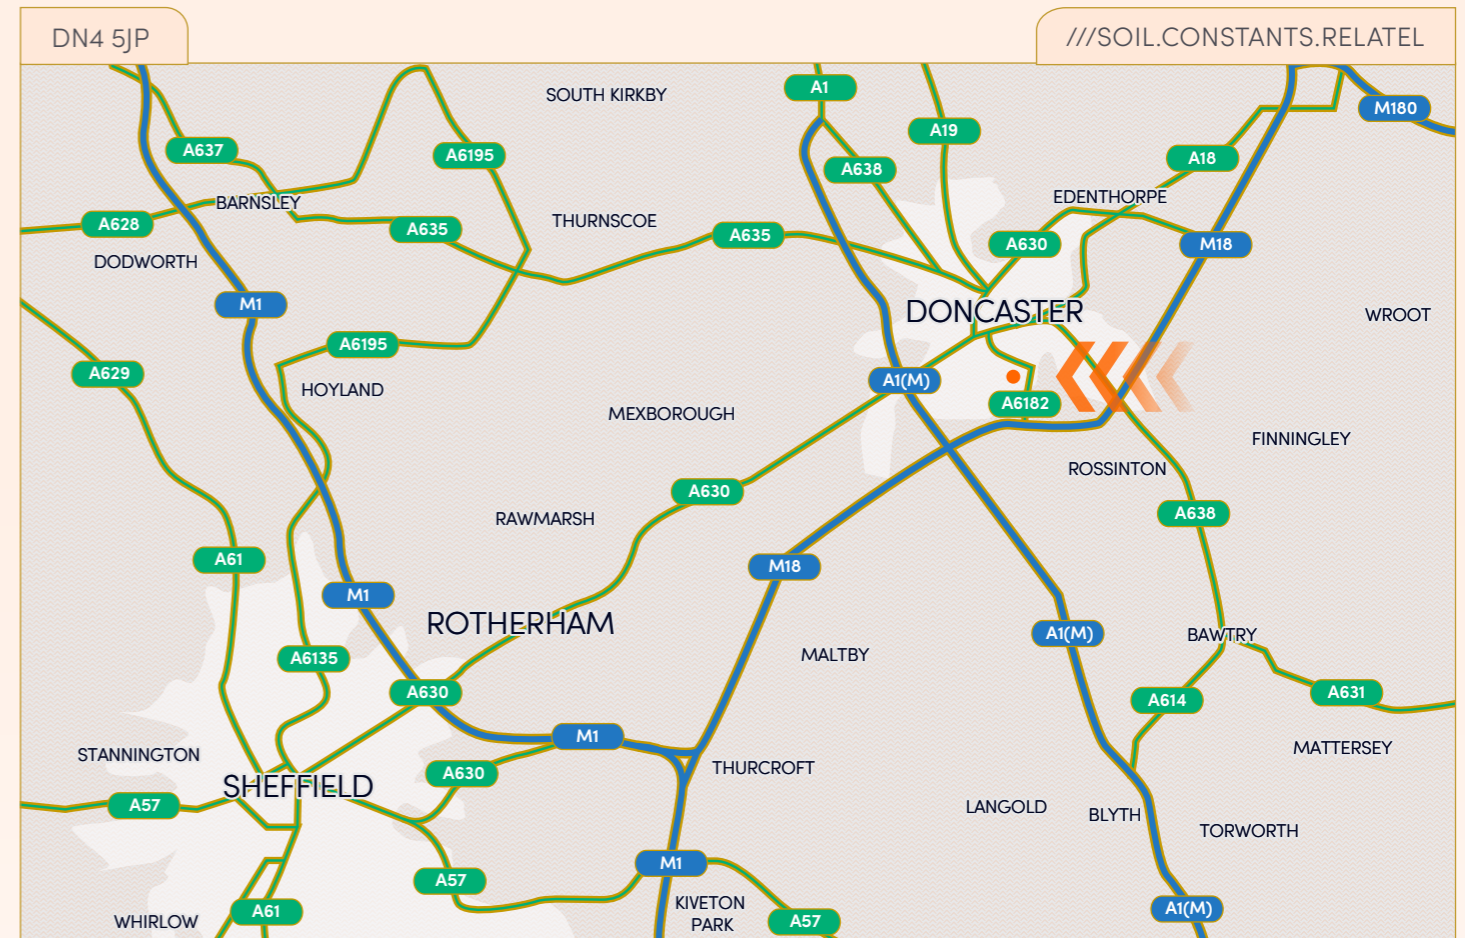 DN4 5JP
///SOIL.CONSTANTS.RELATEL
A1
SOUTH KIRKBY
M180
A19
A637
A6195
A18
A638
EDENTHORPE
BARNSLEY
A628
A635
THURNSCOE
A635
A630
M18
DODWORTH
M1
DONCASTER
WROOT
A6195
A629
HOYLAND
A1(M)
A6182
MEXBOROUGH
FINNINGLEY
ROSSINTON
A630
RAWMARSH
A638
A61
M18
M1
ROTHERHAM
A1(M)
BAWTRY
MALTBY
A6135
A630
A614
A631
M1
MATTERSEY
STANNINGTON
THURCROFT
A630
SHEFFIELD
A57
LANGOLD
BLYTH
TORWORTH
M1
A57
KIVETON
PARK
A61
A1(M)
WHIRLOW
A57